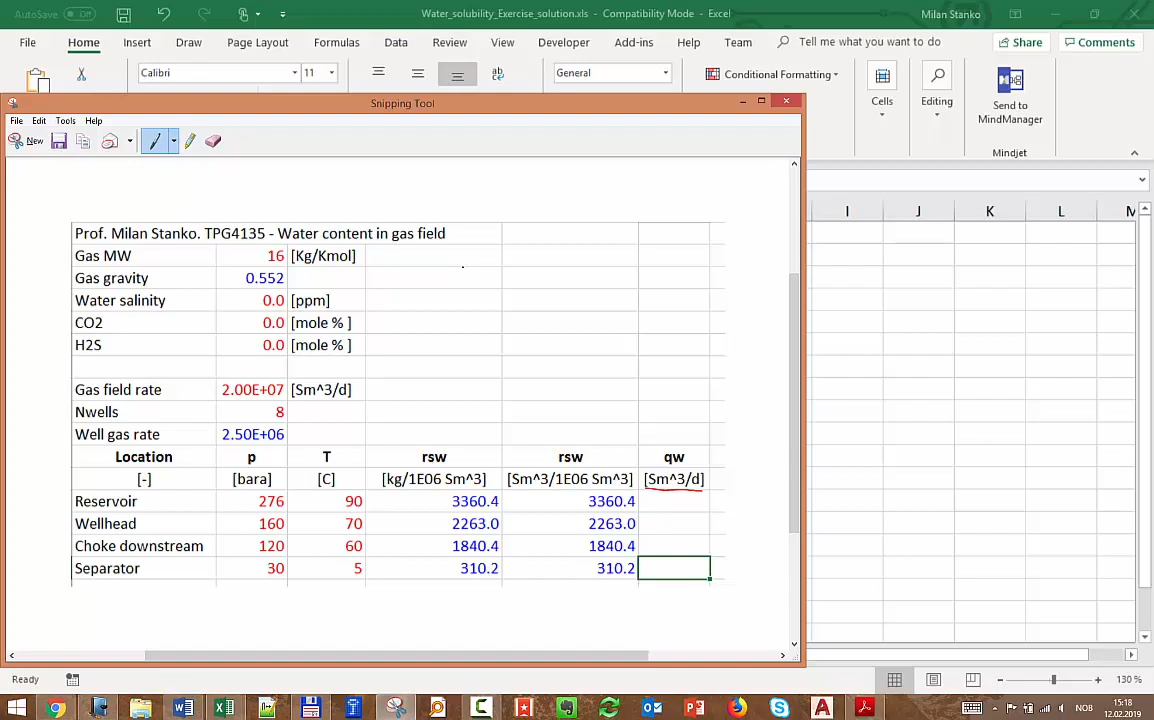 AutoSave Off Water_solubility_Exercise_solution.xls - Compatibility Mode - Excel Milan Stanko
File Home Insert Draw Page Layout Formulas Data Review View Developer Add-ins Help Team Tell me what you want to do Share Comments
Calibri 11 General Conditional Formatting Cells Editing Send to MindManager
Mindjet
Snipping Tool
File Edit Tools Help
New
I J K L M
Prof. Milan Stanko. TPG4135 - Water content in gas field
Gas MW 16 [Kg/Kmol]
Gas gravity 0.552
Water salinity 0.0 [ppm]
CO2 0.0 [mole % ]
H2S 0.0 [mole % ]
Gas field rate 2.00E+07 [Sm^3/d]
Nwells 8
Well gas rate 2.50E+06
Location p T rsw rsw qw
[-] [bara] [C] [kg/1E06 Sm^3] [Sm^3/1E06 Sm^3] [Sm^3/d]
Reservoir 276 90 3360.4 3360.4
Wellhead 160 70 2263.0 2263.0
Choke downstream 120 60 1840.4 1840.4
Separator 30 5 310.2 310.2
Ready 130 %
NOB 15:18
12.02.2019